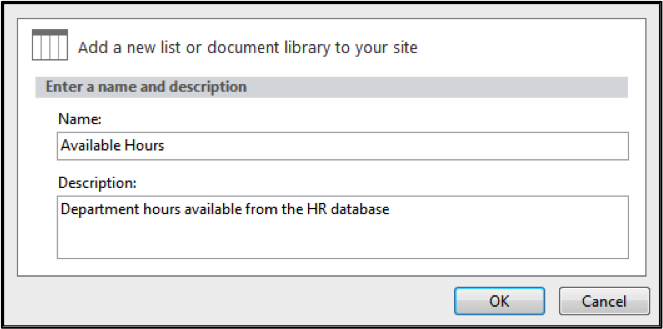 Add a new list or document library to your site
Enter a name and description
Name:
Available Hours
Description:
Department hours available from the HR database
OK
Cancel